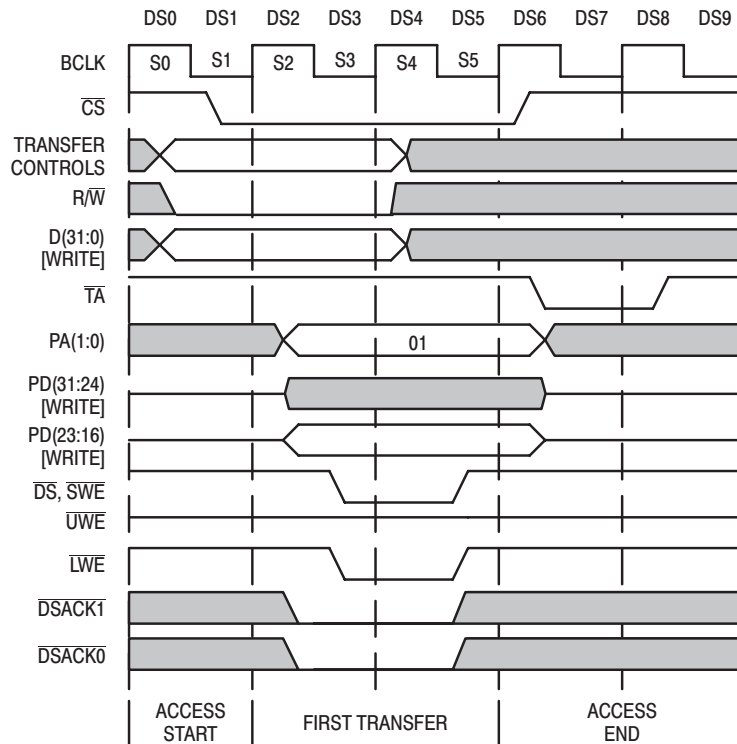 DS0 DS1 DS2 DS3 DS4 DS5 DS6 DS7 DS8 DS9
BCLK S0 S1 S2 S3 S4 S5
CS
TRANSFER
CONTROLS
R/W
D(31:0)
[WRITE]
TA
PA(1:0) 01
PD(31:24)
[WRITE]
PD(23:16)
[WRITE]
DS, SWE
UWE
LWE
DSACK1
DSACK0
ACCESS
START
FIRST TRANSFER
ACCESS
END